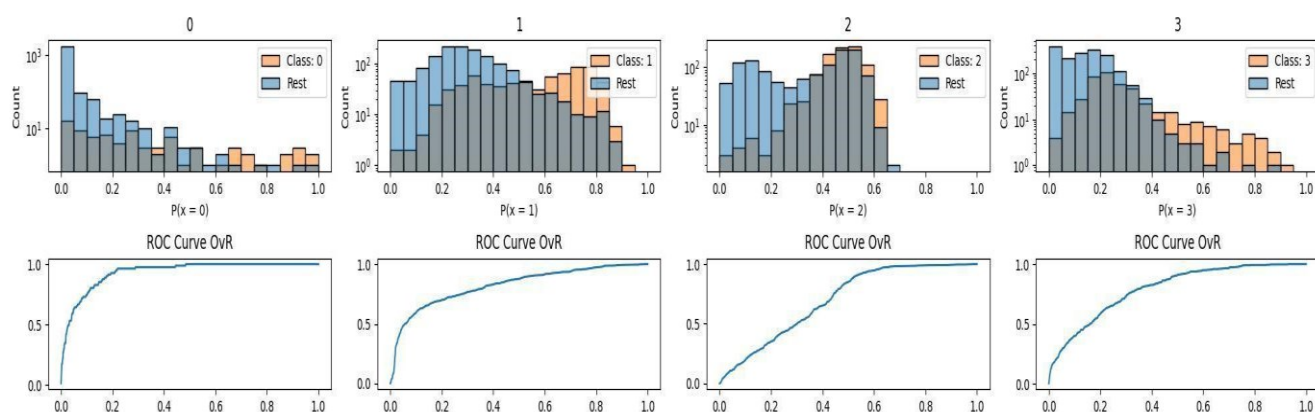 0
10³
10¹
Count
Class: 0
Rest
0.0 0.2 0.4 0.6 0.8 1.0
P(x = 0)
1
10²
10¹
10⁰
Count
Class: 1
Rest
0.0 0.2 0.4 0.6 0.8 1.0
P(x = 1)
2
10²
10¹
Count
Class: 2
Rest
0.0 0.2 0.4 0.6 0.8 1.0
P(x = 2)
3
10²
10¹
10⁰
Count
Class: 3
Rest
0.0 0.2 0.4 0.6 0.8 1.0
P(x = 3)
ROC Curve OvR
1.0
0.5
0.0
0.0 0.2 0.4 0.6 0.8 1.0
ROC Curve OvR
1.0
0.5
0.0
0.0 0.2 0.4 0.6 0.8 1.0
ROC Curve OvR
1.0
0.5
0.0
0.0 0.2 0.4 0.6 0.8 1.0
ROC Curve OvR
1.0
0.5
0.0
0.0 0.2 0.4 0.6 0.8 1.0